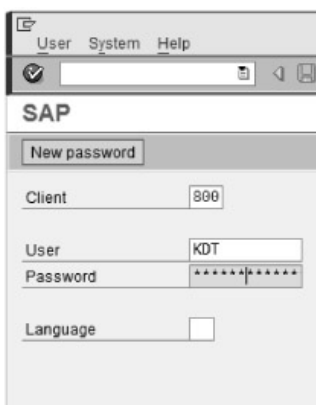 User System Help
SAP
New password
Client 800
User KDT
Password ************
Language